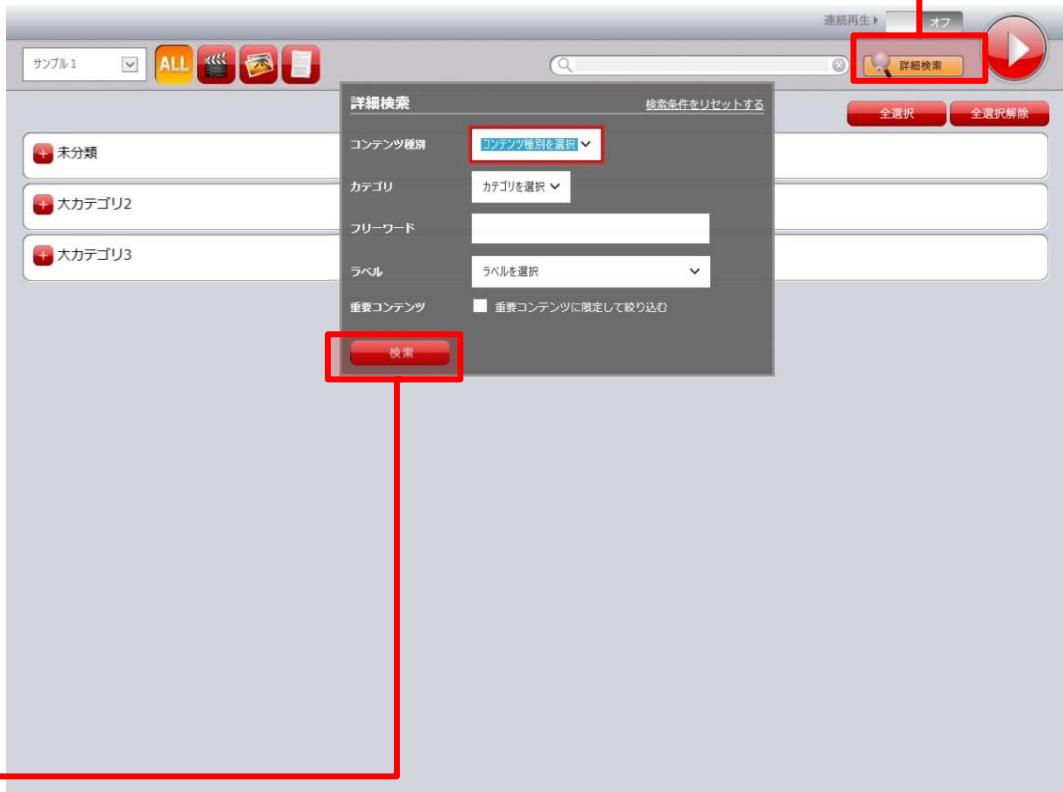 連続再生 オフ
サンプル1 ALL 詳細検索
全選択 全選択解除
詳細検索 検索条件をリセットする
コンテンツ種別 コンテンツ種別を選択
カテゴリ カテゴリを選択
フリーワード
ラベル ラベルを選択
重要コンテンツ 重要コンテンツに限定して絞り込む
検索
未分類
大カテゴリ2
大カテゴリ3